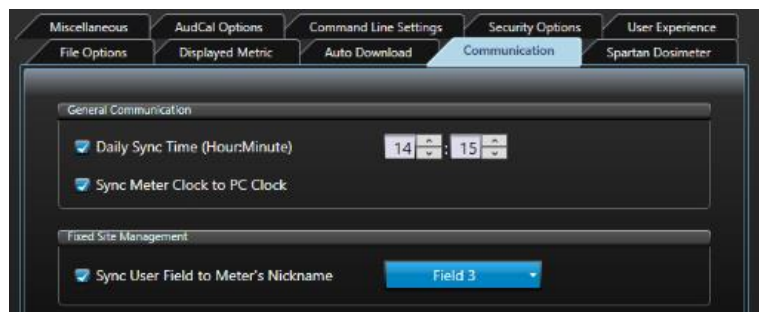 Miscellaneous AudCal Options Command Line Settings Security Options User Experience
File Options Displayed Metric Auto Download Communication Spartan Dosimeter
General Communication
Daily Sync Time (Hour:Minute) 14 : 15
Sync Meter Clock to PC Clock
Fixed Site Management
Sync User Field to Meter's Nickname Field 3